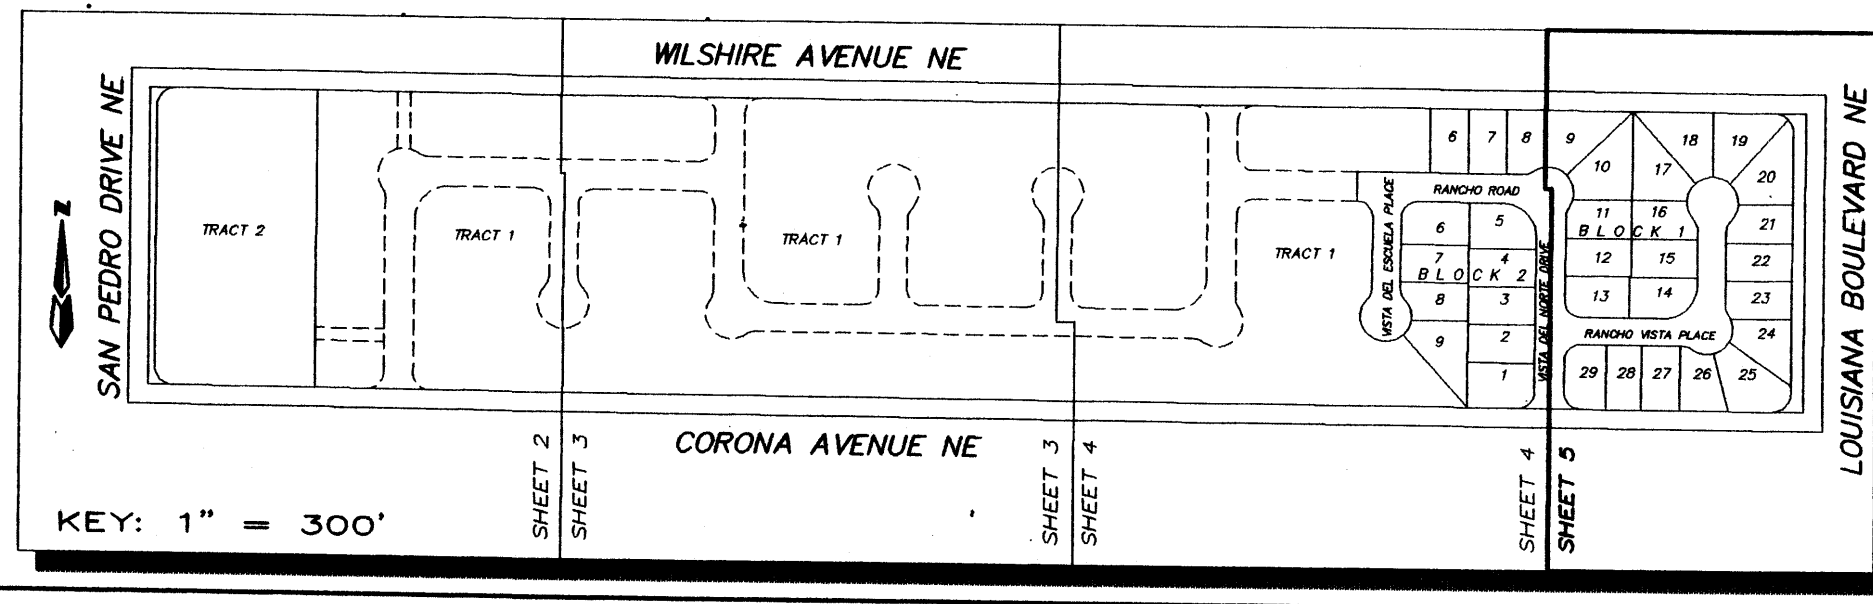 WILSHIRE AVENUE NE
SAN PEDRO DRIVE NE
N
LOUISIANA BOULEVARD NE
TRACT 2
TRACT 1
TRACT 1
TRACT 1
6 7 8 9
10
17
18 19
20
RANCHO ROAD
VISTA DEL ESCUELA PLACE
VISTA DEL NORTE DRIVE
6 5
7 4
BLOCK 2
8 3
9 2
1
11 16
BLOCK 1
12 15
13 14
21
22
23
24
RANCHO VISTA PLACE
29 28 27 26 25
CORONA AVENUE NE
SHEET 2
SHEET 3
SHEET 3
SHEET 4
SHEET 4
SHEET 5
KEY: 1" = 300'